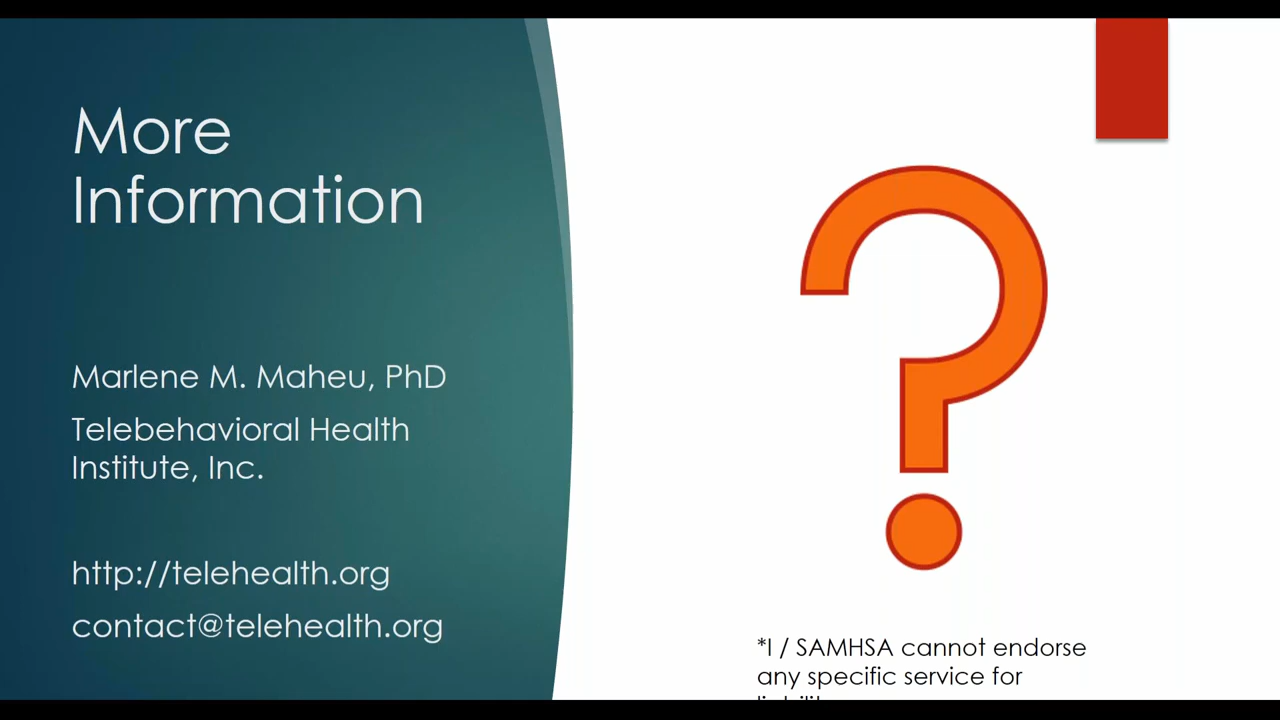 More
Information
Marlene M. Maheu, PhD
Telebehavioral Health
Institute, Inc.
http://telehealth.org
contact@telehealth.org
*I / SAMHSA cannot endorse
any specific service for